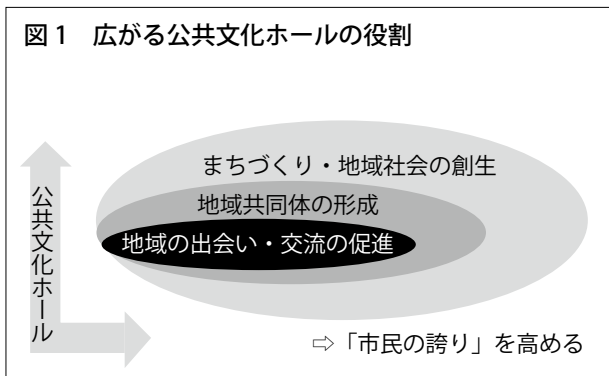 図1 広がる公共文化ホールの役割
まちづくり・地域社会の創生
地域共同体の形成
地域の出会い・交流の促進
公共文化ホール
⇨「市民の誇り」を高める